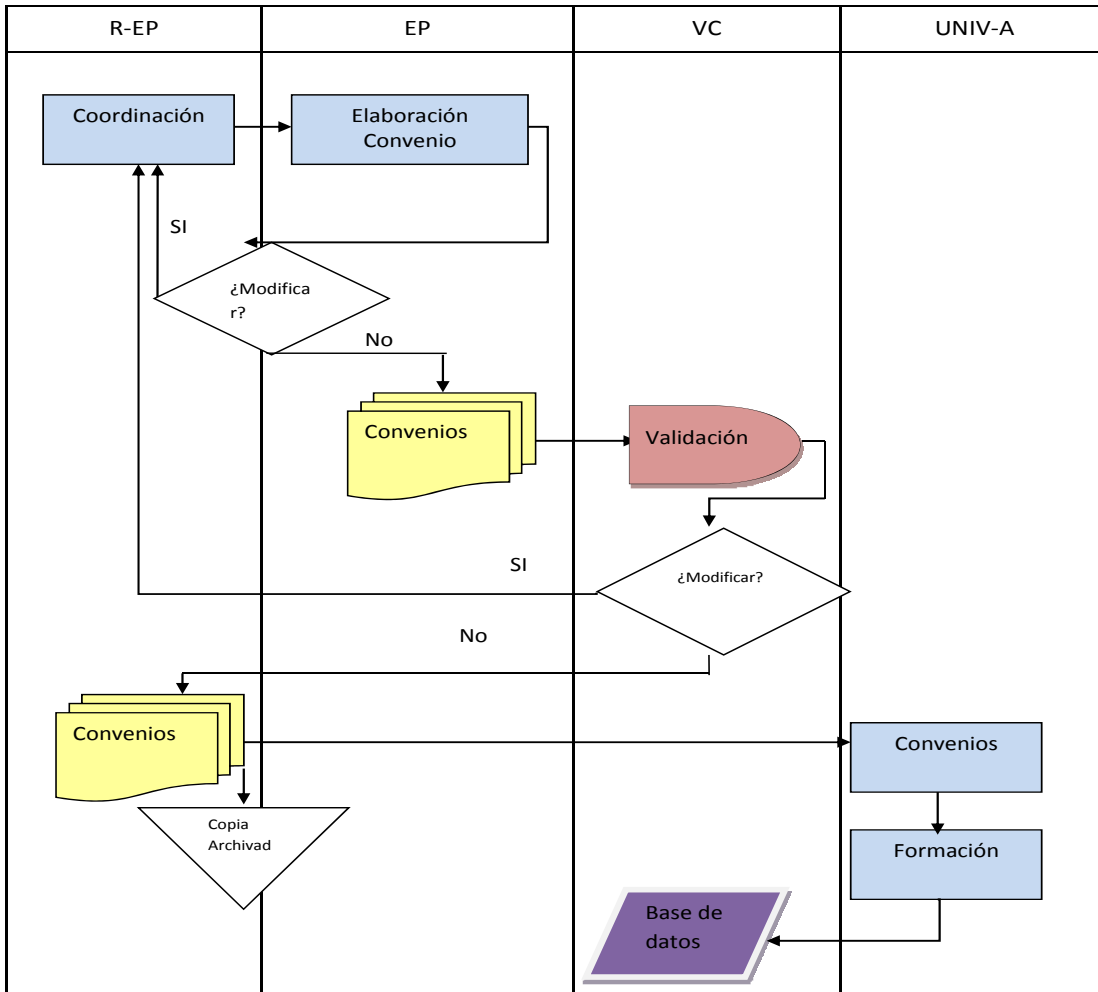 R-EP
EP
VC
UNIV-A
Coordinación
Elaboración
Convenio
SI
¿Modifica
r?
No
Convenios
Validación
SI
¿Modificar?
No
Convenios
Convenios
Copia
Archivad
Formación
Base de
datos